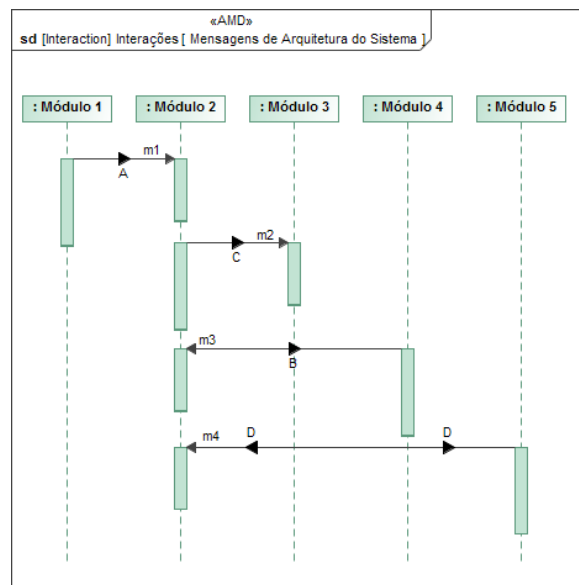 «AMD»
sd [Interaction] Interações [ Mensagens de Arquitetura do Sistema ]
: Módulo 1 : Módulo 2 : Módulo 3 : Módulo 4 : Módulo 5
m1
A
m2
C
m3
B
m4 D D